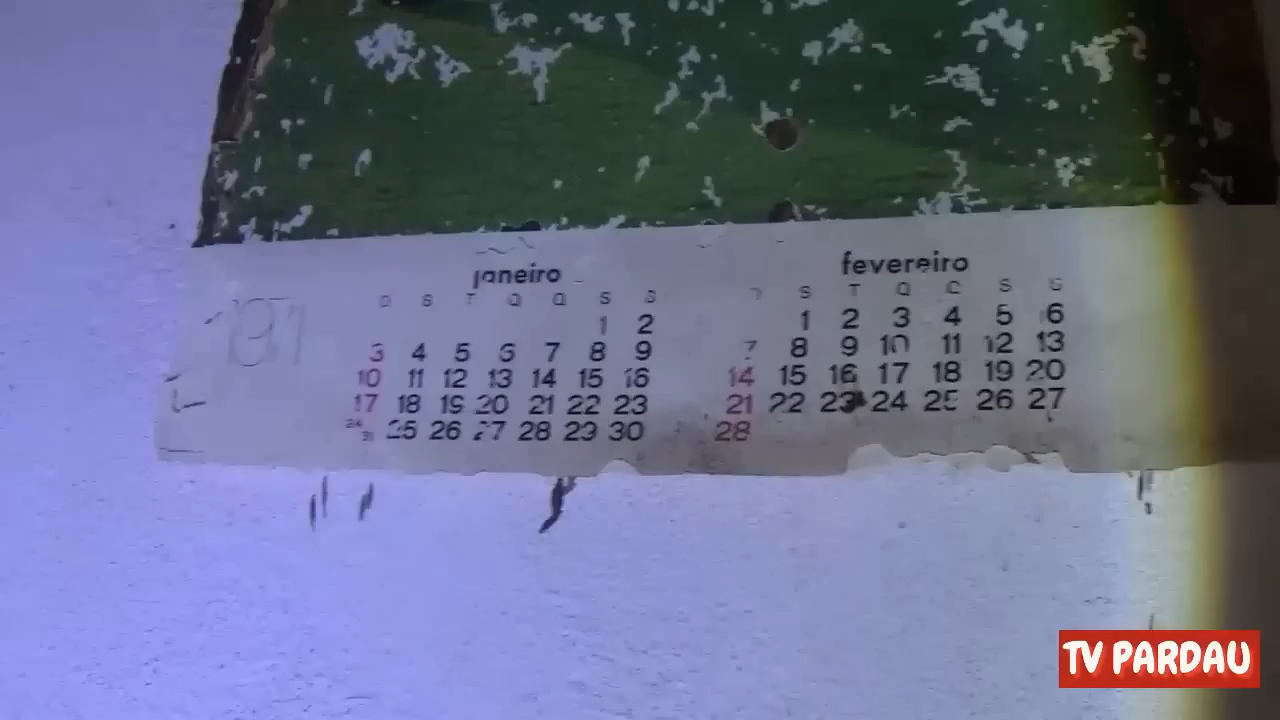 janeiro
D S T Q Q S S
1 2
3 4 5 6 7 8 9
10 11 12 13 14 15 16
17 18 19 20 21 22 23
24 31 25 26 27 28 29 30
fevereiro
S T Q Q S S
1 2 3 4 5 6
7 8 9 10 11 12 13
14 15 16 17 18 19 20
21 22 23 24 25 26 27
28
TV PARDAU